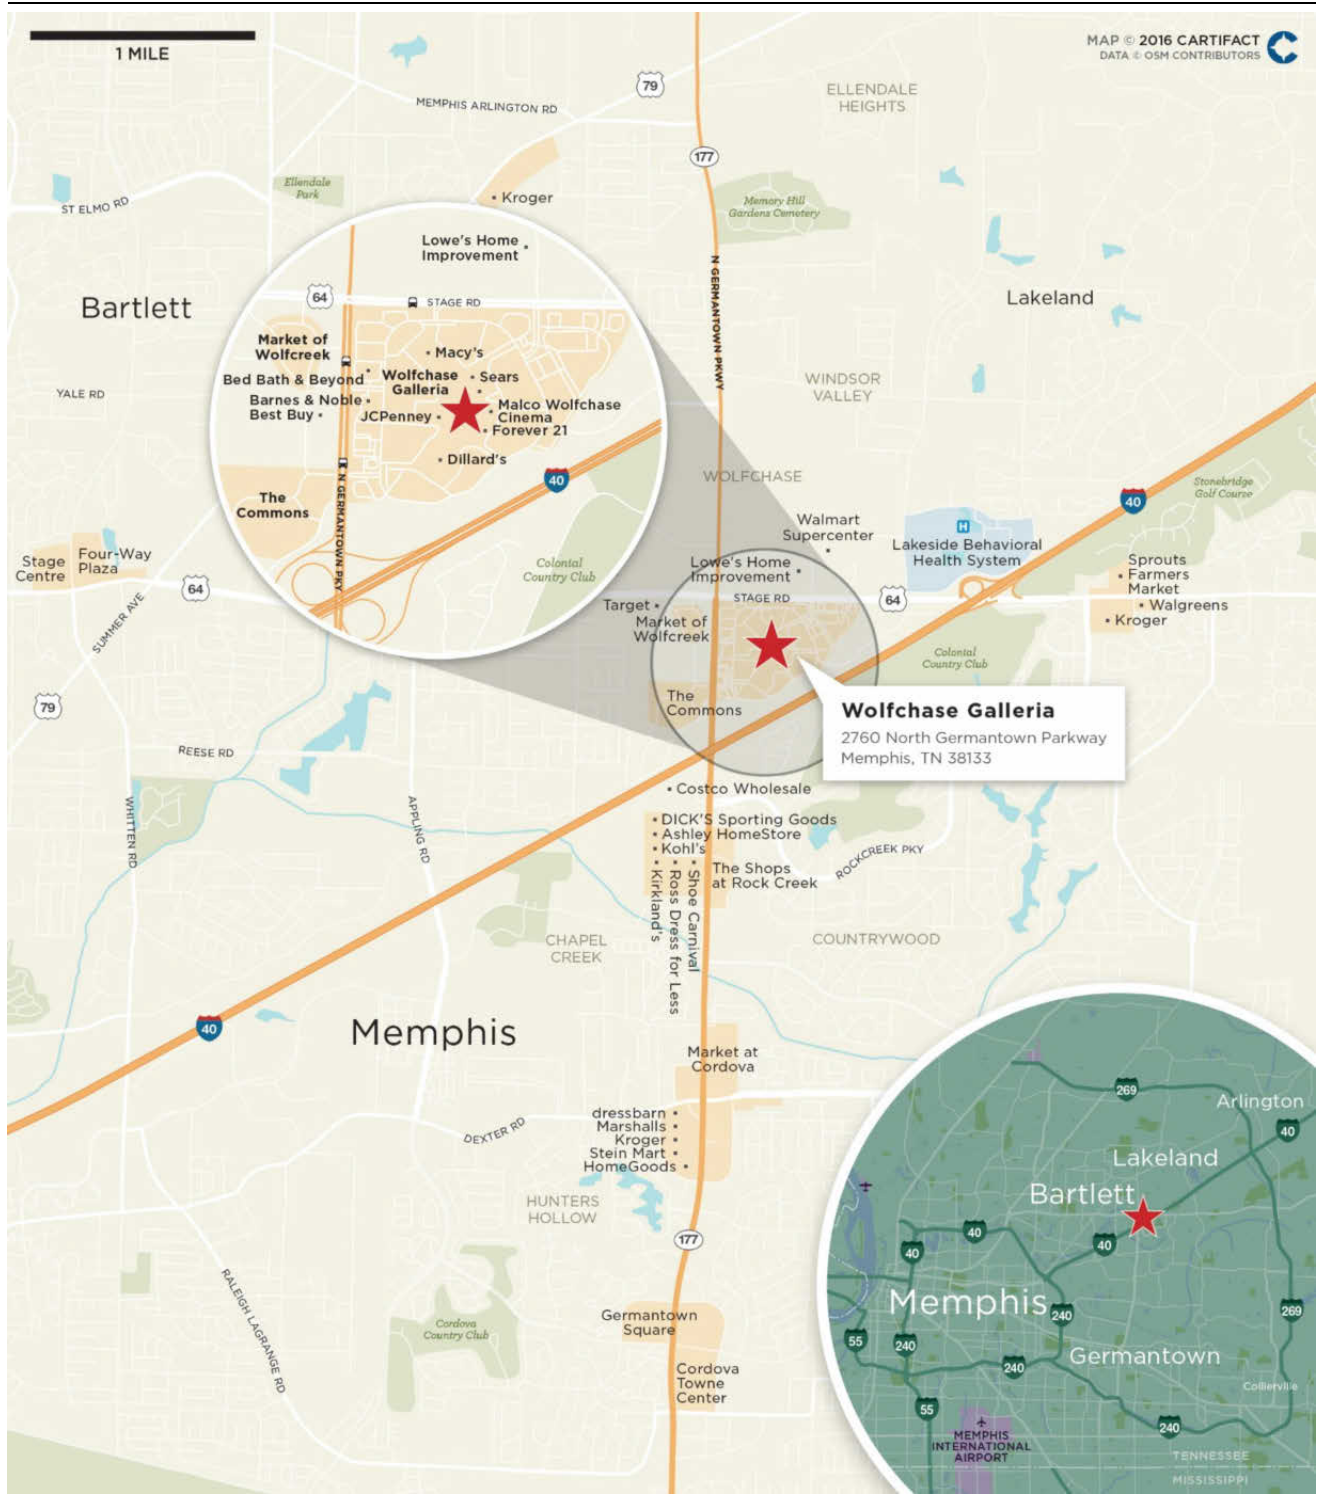 1 MILE
MAP © 2016 CARTIFACT
DATA © OSM CONTRIBUTORS
79
ELLENDALE
HEIGHTS
MEMPHIS ARLINGTON RD
177
Ellendale
Park
Kroger
Memory Hill
Gardens Cemetery
ST ELMO RD
Lowe's Home
Improvement
N GERMANTOWN PKWY
64
STAGE RD
Bartlett
Lakeland
Market of
Wolfcreek
Macy's
Bed Bath & Beyond
Wolfchase
Galleria
Sears
Barnes & Noble
Best Buy
JCPenney
Malco Wolfchase
Cinema
Forever 21
YALE RD
WINDSOR
VALLEY
Dillard's
40
N GERMANTOWN PKY
The
Commons
Colonial
Country Club
WOLFCHASE
Stonebridge
Golf Course
40
Walmart
Supercenter
H
Lakeside Behavioral
Health System
Stage
Centre
Four-Way
Plaza
64
SUMMER AVE
Lowe's Home
Improvement
STAGE RD
64
Sprouts
Farmers
Market
Walgreens
Kroger
Target
Market of
Wolfcreek
Colonial
Country Club
79
The
Commons
Wolfchase Galleria
2760 North Germantown Parkway
Memphis, TN 38133
REESE RD
WHITTEN RD
APPLING RD
Costco Wholesale
DICK'S Sporting Goods
Ashley HomeStore
Kohl's
Kirkland's
Ross Dress for Less
Shoe Carnival
The Shops
at Rock Creek
ROCKCREEK PKY
CHAPEL
CREEK
COUNTRYWOOD
40
Memphis
Market at
Cordova
dressbarn
Marshalls
Kroger
Stein Mart
HomeGoods
DEXTER RD
HUNTERS
HOLLOW
177
RALEIGH LAGRANGE RD
Cordova
Country Club
Germantown
Square
Cordova
Towne
Center
269
Arlington
40
Lakeland
Bartlett
40
40
40
Memphis
240
269
55
240
240
Germantown
Collierville
55
240
MEMPHIS
INTERNATIONAL
AIRPORT
TENNESSEE
MISSISSIPPI